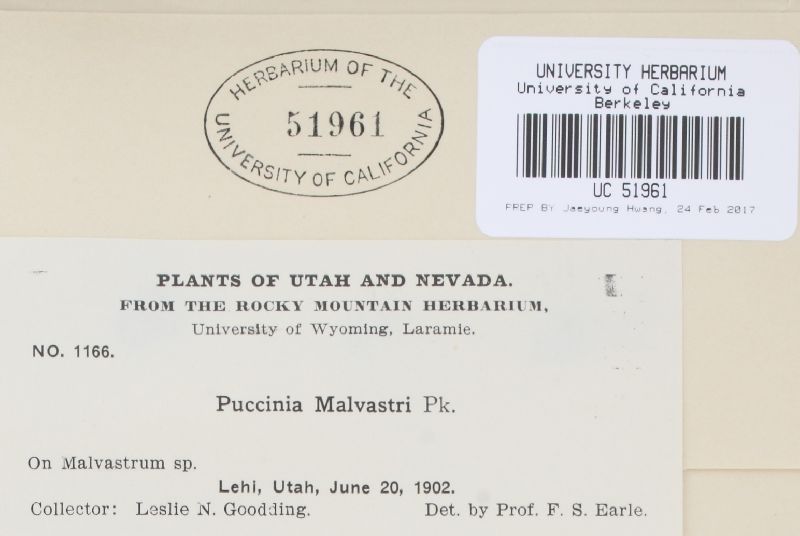 HERBARIUM OF THE
51961
UNIVERSITY OF CALIFORNIA
UNIVERSITY HERBARIUM
University of California
Berkeley
UC 51961
PREP BY Jaeyoung Hwang, 24 Feb 2017
PLANTS OF UTAH AND NEVADA.
FROM THE ROCKY MOUNTAIN HERBARIUM,
University of Wyoming, Laramie.
NO. 1166.
Puccinia Malvastri Pk.
On Malvastrum sp.
Lehi, Utah, June 20, 1902.
Collector: Leslie N. Goodding. Det. by Prof. F. S. Earle.